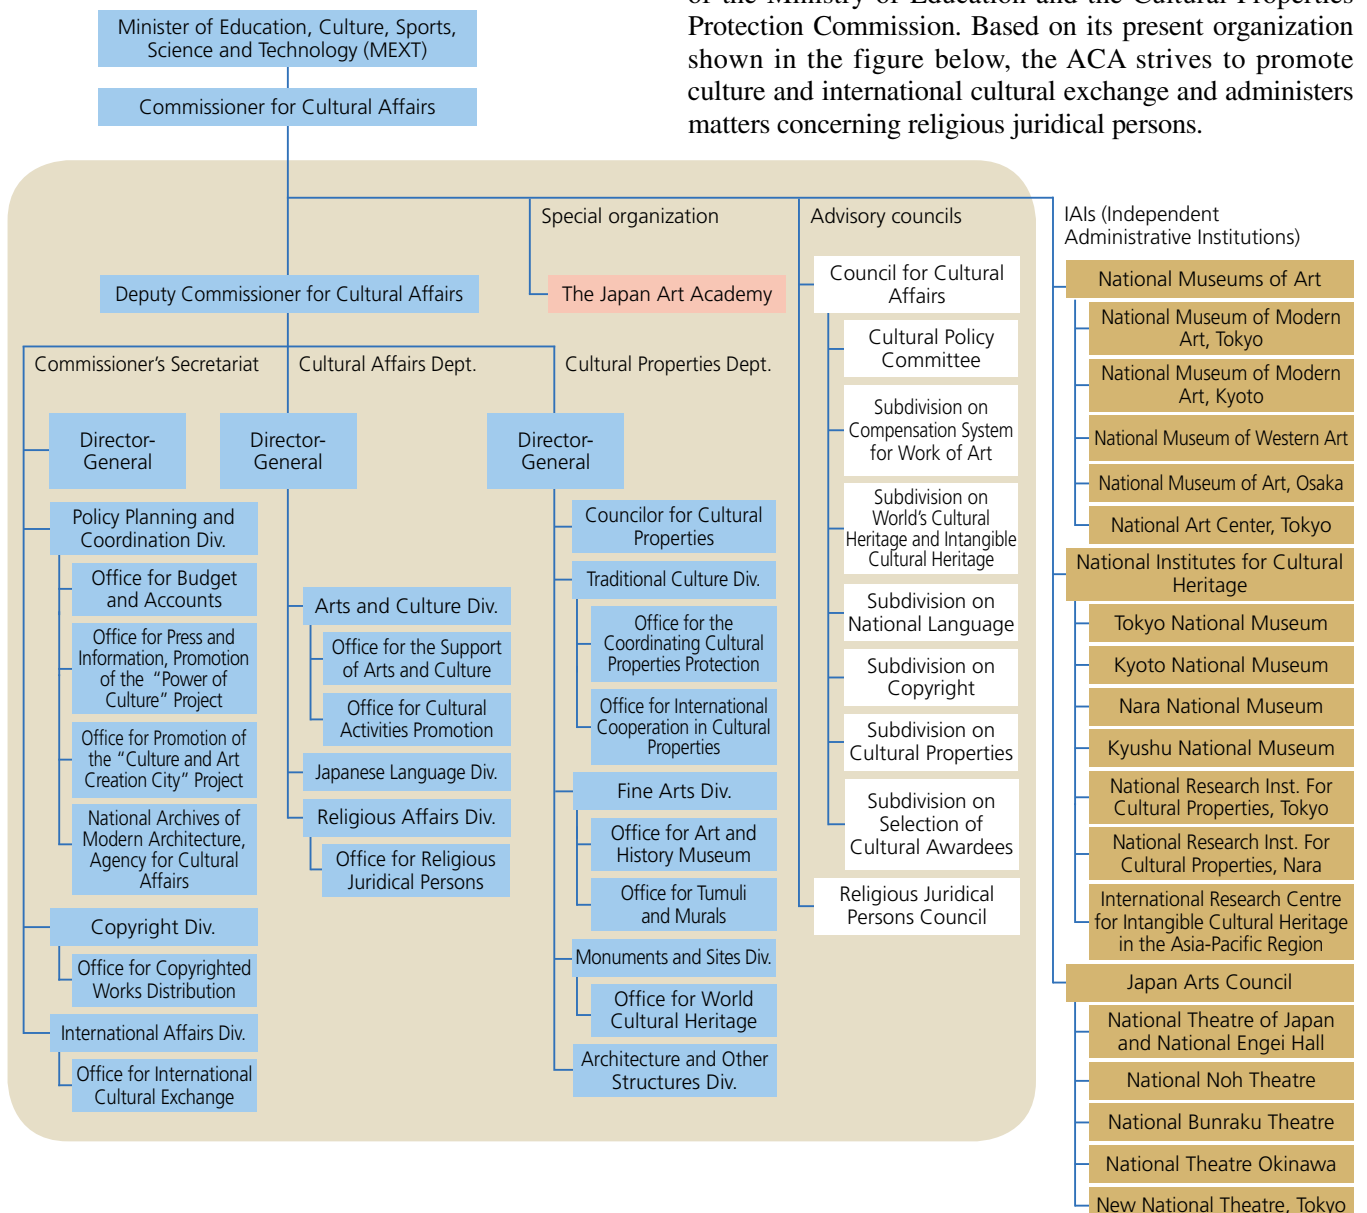 of the Ministry of Education and the Cultural Properties
Protection Commission. Based on its present organization
shown in the figure below, the ACA strives to promote
culture and international cultural exchange and administers
matters concerning religious juridical persons.
Minister of Education, Culture, Sports,
Science and Technology (MEXT)
Commissioner for Cultural Affairs
Deputy Commissioner for Cultural Affairs
Commissioner's Secretariat
Director-
General
Policy Planning and
Coordination Div.
Office for Budget
and Accounts
Office for Press and
Information, Promotion
of the “Power of
Culture” Project
Office for Promotion of
the “Culture and Art
Creation City” Project
National Archives of
Modern Architecture,
Agency for Cultural
Affairs
Copyright Div.
Office for Copyrighted
Works Distribution
International Affairs Div.
Office for International
Cultural Exchange
Cultural Affairs Dept.
Director-
General
Arts and Culture Div.
Office for the Support
of Arts and Culture
Office for Cultural
Activities Promotion
Japanese Language Div.
Religious Affairs Div.
Office for Religious
Juridical Persons
Cultural Properties Dept.
Director-
General
Councilor for Cultural
Properties
Traditional Culture Div.
Office for the
Coordinating Cultural
Properties Protection
Office for International
Cooperation in Cultural
Properties
Fine Arts Div.
Office for Art and
History Museum
Office for Tumuli
and Murals
Monuments and Sites Div.
Office for World
Cultural Heritage
Architecture and Other
Structures Div.
Special organization
The Japan Art Academy
Advisory councils
Council for Cultural
Affairs
Cultural Policy
Committee
Subdivision on
Compensation System
for Work of Art
Subdivision on
World's Cultural
Heritage and Intangible
Cultural Heritage
Subdivision on
National Language
Subdivision on
Copyright
Subdivision on
Cultural Properties
Subdivision on
Selection of
Cultural Awardees
Religious Juridical
Persons Council
IAIs (Independent
Administrative Institutions)
National Museums of Art
National Museum of Modern
Art, Tokyo
National Museum of Modern
Art, Kyoto
National Museum of Western Art
National Museum of Art, Osaka
National Art Center, Tokyo
National Institutes for Cultural
Heritage
Tokyo National Museum
Kyoto National Museum
Nara National Museum
Kyushu National Museum
National Research Inst. For
Cultural Properties, Tokyo
National Research Inst. For
Cultural Properties, Nara
International Research Centre
for Intangible Cultural Heritage
in the Asia-Pacific Region
Japan Arts Council
National Theatre of Japan
and National Engei Hall
National Noh Theatre
National Bunraku Theatre
National Theatre Okinawa
New National Theatre, Tokyo